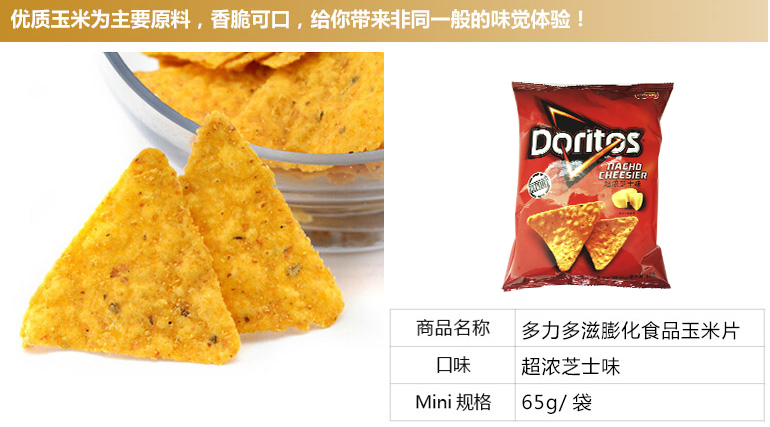 优质玉米为主要原料，香脆可口，给你带来非同一般的味觉体验！
Doritos
NACHO
CHEESIER
超浓芝士味
商品名称 多力多滋膨化食品玉米片
口味 超浓芝士味
Mini 规格 65g/ 袋